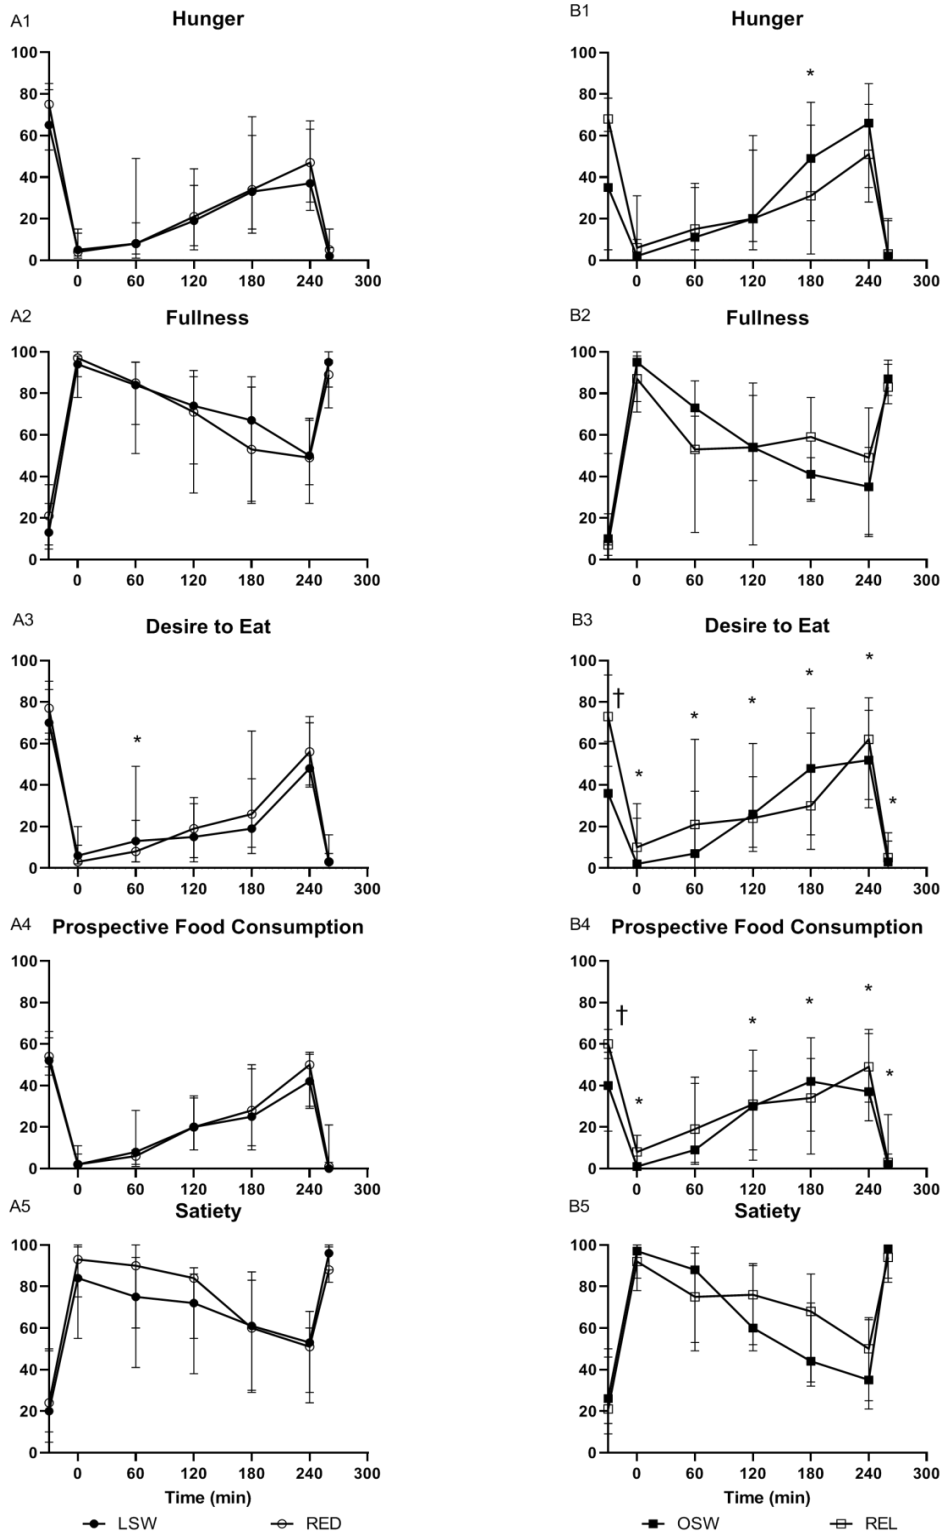 A1 Hunger
100
80
60
40
20
0
0 60 120 180 240 300
B1 Hunger
100
80
60
40
20
0
*
0 60 120 180 240 300
A2 Fullness
100
80
60
40
20
0
0 60 120 180 240 300
B2 Fullness
100
80
60
40
20
0
0 60 120 180 240 300
A3 Desire to Eat
100
80
60
40
20
0
*
0 60 120 180 240 300
B3 Desire to Eat
100
80
60
40
20
0
† * * * * * *
0 60 120 180 240 300
A4 Prospective Food Consumption
100
80
60
40
20
0
0 60 120 180 240 300
B4 Prospective Food Consumption
100
80
60
40
20
0
† * * * * *
0 60 120 180 240 300
A5 Satiety
100
80
60
40
20
0
0 60 120 180 240 300
Time (min)
LSW RED
B5 Satiety
100
80
60
40
20
0
0 60 120 180 240 300
Time (min)
OSW REL